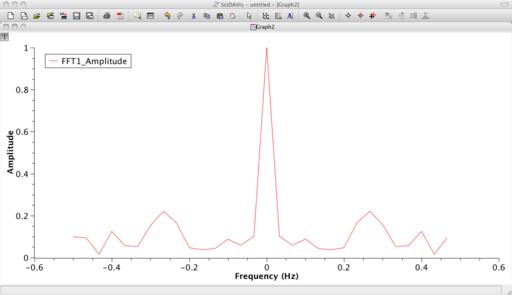 SciDAVis - untitled - [Graph2]
Graph2
FFT1_Amplitude
Amplitude
1
0.8
0.6
0.4
0.2
0
−0.6
−0.4
−0.2
0
0.2
0.4
0.6
Frequency (Hz)